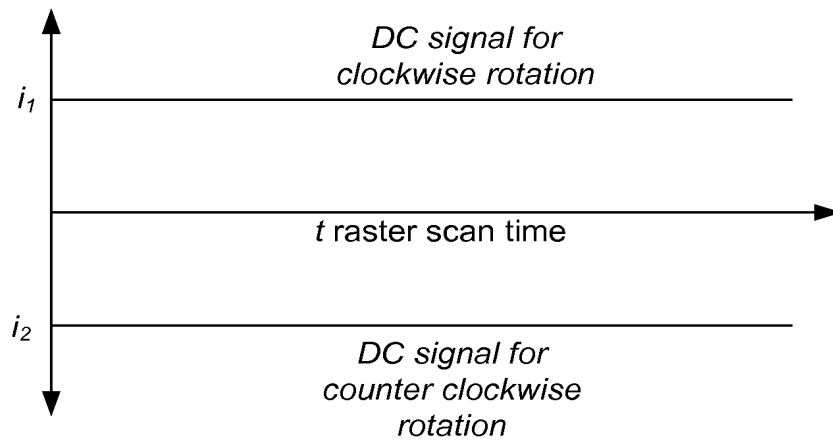 DC signal for
clockwise rotation
i1
t raster scan time
i2
DC signal for
counter clockwise
rotation